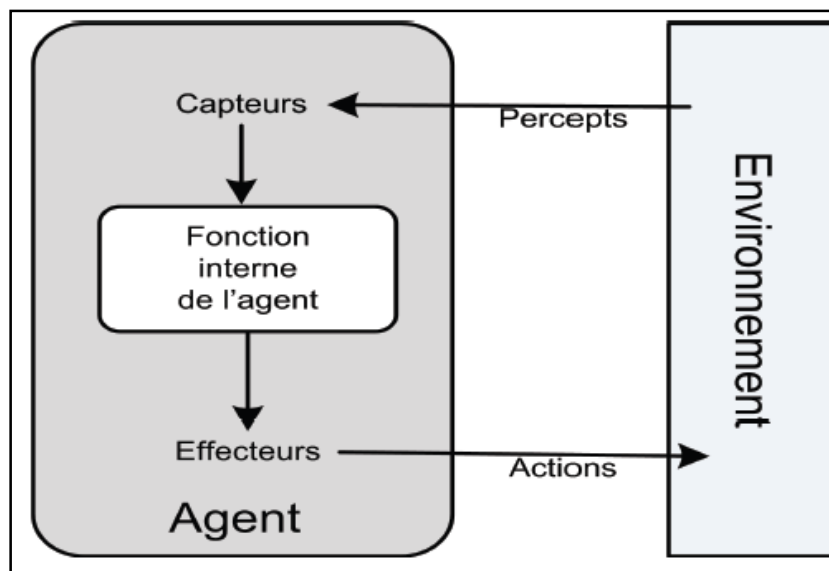 Capteurs
Percepts
Fonction
interne
de l'agent
Effecteurs
Actions
Agent
Environnement